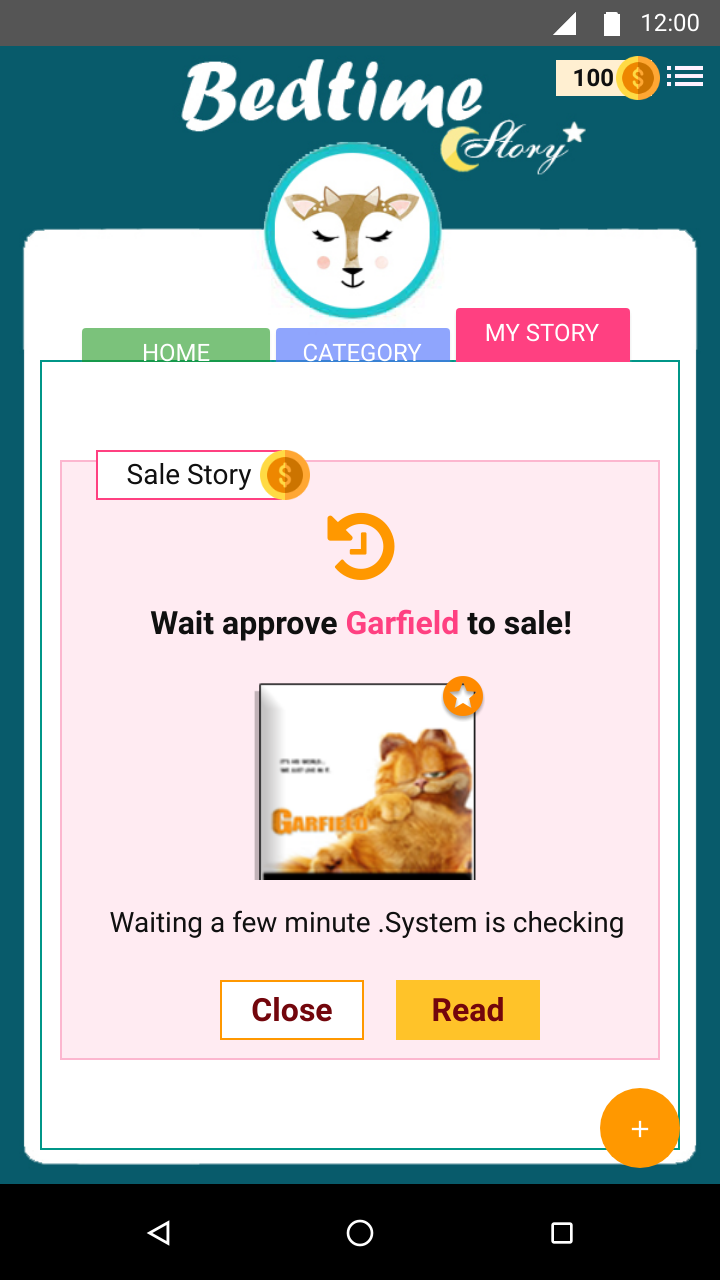 12:00
Bedtime
Story
100 $
HOME
CATEGORY
MY STORY
Sale Story $
Wait approve Garfield to sale!
IT'S HIS WORLD...
WE JUST LIVE IN IT.
GARFIELD
Waiting a few minute .System is checking
Close
Read
+